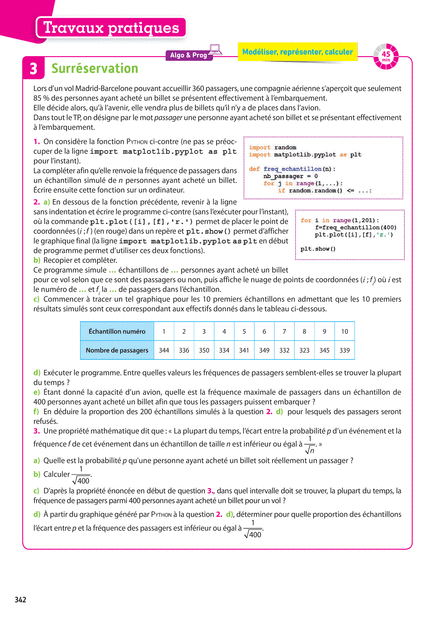 Travaux pratiques
Algo & Prog
Modéliser, représenter, calculer
45
min
3 Surréservation
Lors d'un vol Madrid-Barcelone pouvant accueillir 360 passagers, une compagnie aérienne s'aperçoit que seulement
85 % des personnes ayant acheté un billet se présentent effectivement à l'embarquement.
Elle décide alors, qu'à l'avenir, elle vendra plus de billets qu'il n'y a de places dans l'avion.
Dans tout le TP, on désigne par le mot passager une personne ayant acheté son billet et se présentant effectivement
à l'embarquement.
1. On considère la fonction PYTHON ci-contre (ne pas se préoc-
cuper de la ligne import matplotlib.pyplot as plt
pour l'instant).
La compléter afin qu'elle renvoie la fréquence de passagers dans
un échantillon simulé de n personnes ayant acheté un billet.
Écrire ensuite cette fonction sur un ordinateur.
import random
import matplotlib.pyplot as plt
def freq_echantillon(n):
nb_passager = 0
for j in range(1,...):
if random.random() <= ...:
2. a) En dessous de la fonction précédente, revenir à la ligne
sans indentation et écrire le programme ci-contre (sans l'exécuter pour l'instant),
où la commande plt.plot([i],[f],'r.') permet de placer le point de
coordonnées (i ; f) (en rouge) dans un repère et plt.show() permet d'afficher
le graphique final (la ligne import matplotlib.pyplot as plt en début
de programme permet d'utiliser ces deux fonctions).
for i in range(1,201):
f=freq_echantillon(400)
plt.plot([i],[f],'r.')
plt.show()
b) Recopier et compléter.
Ce programme simule … échantillons de … personnes ayant acheté un billet
pour ce vol selon que ce sont des passagers ou non, puis affiche le nuage de points de coordonnées (i ; f) où i est
le numéro de … et f, la … de passagers dans l'échantillon.
c) Commencer à tracer un tel graphique pour les 10 premiers échantillons en admettant que les 10 premiers
résultats simulés sont ceux correspondant aux effectifs donnés dans le tableau ci-dessous.
Échantillon numéro 1 2 3 4 5 6 7 8 9 10
Nombre de passagers 344 336 350 334 341 349 332 323 345 339
d) Exécuter le programme. Entre quelles valeurs les fréquences de passagers semblent-elles se trouver la plupart
du temps ?
e) Étant donné la capacité d'un avion, quelle est la fréquence maximale de passagers dans un échantillon de
400 personnes ayant acheté un billet afin que tous les passagers puissent embarquer ?
f) En déduire la proportion des 200 échantillons simulés à la question 2. d) pour lesquels des passagers seront
refusés.
3. Une propriété mathématique dit que : « La plupart du temps, l'écart entre la probabilité p d'un événement et la
fréquence f de cet événement dans un échantillon de taille n est inférieur ou égal à 1/√n. »
a) Quelle est la probabilité p qu'une personne ayant acheté un billet soit réellement un passager ?
b) Calculer 1/√400.
c) D'après la propriété énoncée en début de question 3., dans quel intervalle doit se trouver, la plupart du temps, la
fréquence de passagers parmi 400 personnes ayant acheté un billet pour un vol ?
d) À partir du graphique généré par PYTHON à la question 2. d), déterminer pour quelle proportion des échantillons
l'écart entre p et la fréquence des passagers est inférieur ou égal à 1/√400.
342